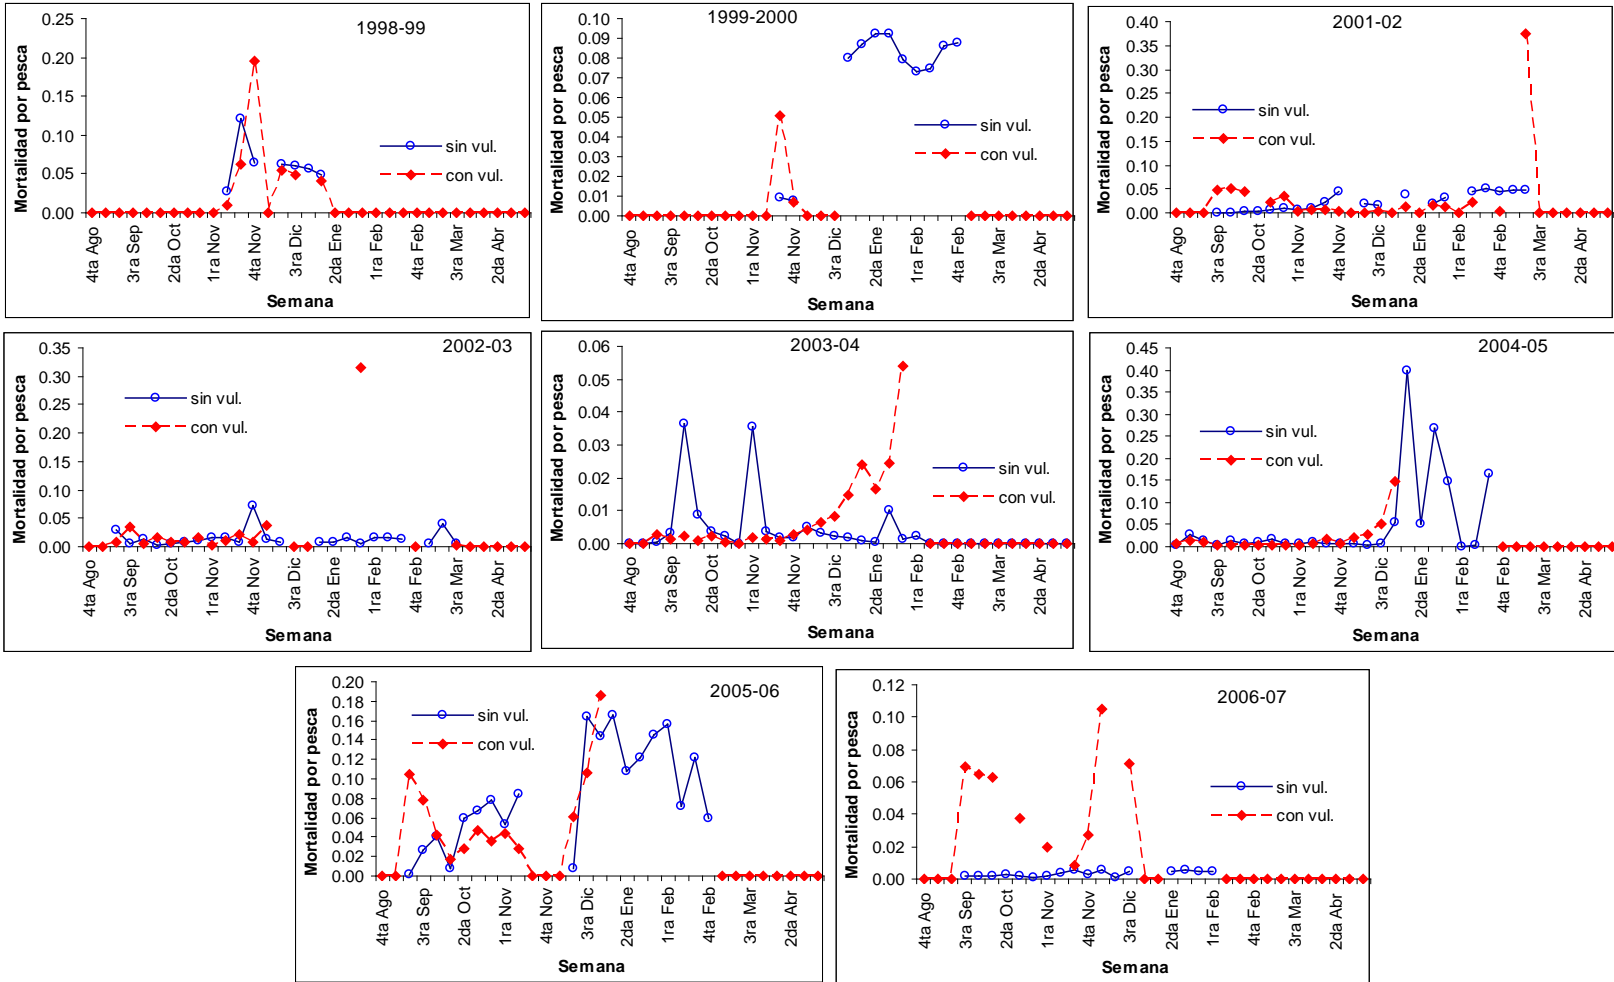 1998-99
Mortalidad por pesca
0.25
0.20
0.15
0.10
0.05
0.00
sin vul.
con vul.
4ta Ago
3ra Sep
2da Oct
1ra Nov
4ta Nov
3ra Dic
2da Ene
1ra Feb
4ta Feb
3ra Mar
2da Abr
Semana
1999-2000
Mortalidad por pesca
0.10
0.09
0.08
0.07
0.06
0.05
0.04
0.03
0.02
0.01
0.00
sin vul.
con vul.
4ta Ago
3ra Sep
2da Oct
1ra Nov
4ta Nov
3ra Dic
2da Ene
1ra Feb
4ta Feb
3ra Mar
2da Abr
Semana
2001-02
Mortalidad por pesca
0.40
0.35
0.30
0.25
0.20
0.15
0.10
0.05
0.00
sin vul.
con vul.
4ta Ago
3ra Sep
2da Oct
1ra Nov
4ta Nov
3ra Dic
2da Ene
1ra Feb
4ta Feb
3ra Mar
2da Abr
Semana
2002-03
Mortalidad por pesca
0.35
0.30
0.25
0.20
0.15
0.10
0.05
0.00
sin vul.
con vul.
4ta Ago
3ra Sep
2da Oct
1ra Nov
4ta Nov
3ra Dic
2da Ene
1ra Feb
4ta Feb
3ra Mar
2da Abr
Semana
2003-04
Mortalidad por pesca
0.06
0.05
0.04
0.03
0.02
0.01
0.00
sin vul.
con vul.
4ta Ago
3ra Sep
2da Oct
1ra Nov
4ta Nov
3ra Dic
2da Ene
1ra Feb
4ta Feb
3ra Mar
2da Abr
Semana
2004-05
Mortalidad por pesca
0.45
0.40
0.35
0.30
0.25
0.20
0.15
0.10
0.05
0.00
sin vul.
con vul.
4ta Ago
3ra Sep
2da Oct
1ra Nov
4ta Nov
3ra Dic
2da Ene
1ra Feb
4ta Feb
3ra Mar
2da Abr
Semana
2005-06
Mortalidad por pesca
0.20
0.18
0.16
0.14
0.12
0.10
0.08
0.06
0.04
0.02
0.00
sin vul.
con vul.
4ta Ago
3ra Sep
2da Oct
1ra Nov
4ta Nov
3ra Dic
2da Ene
1ra Feb
4ta Feb
3ra Mar
2da Abr
Semana
2006-07
Mortalidad por pesca
0.12
0.10
0.08
0.06
0.04
0.02
0.00
sin vul.
con vul.
4ta Ago
3ra Sep
2da Oct
1ra Nov
4ta Nov
3ra Dic
2da Ene
1ra Feb
4ta Feb
3ra Mar
2da Abr
Semana